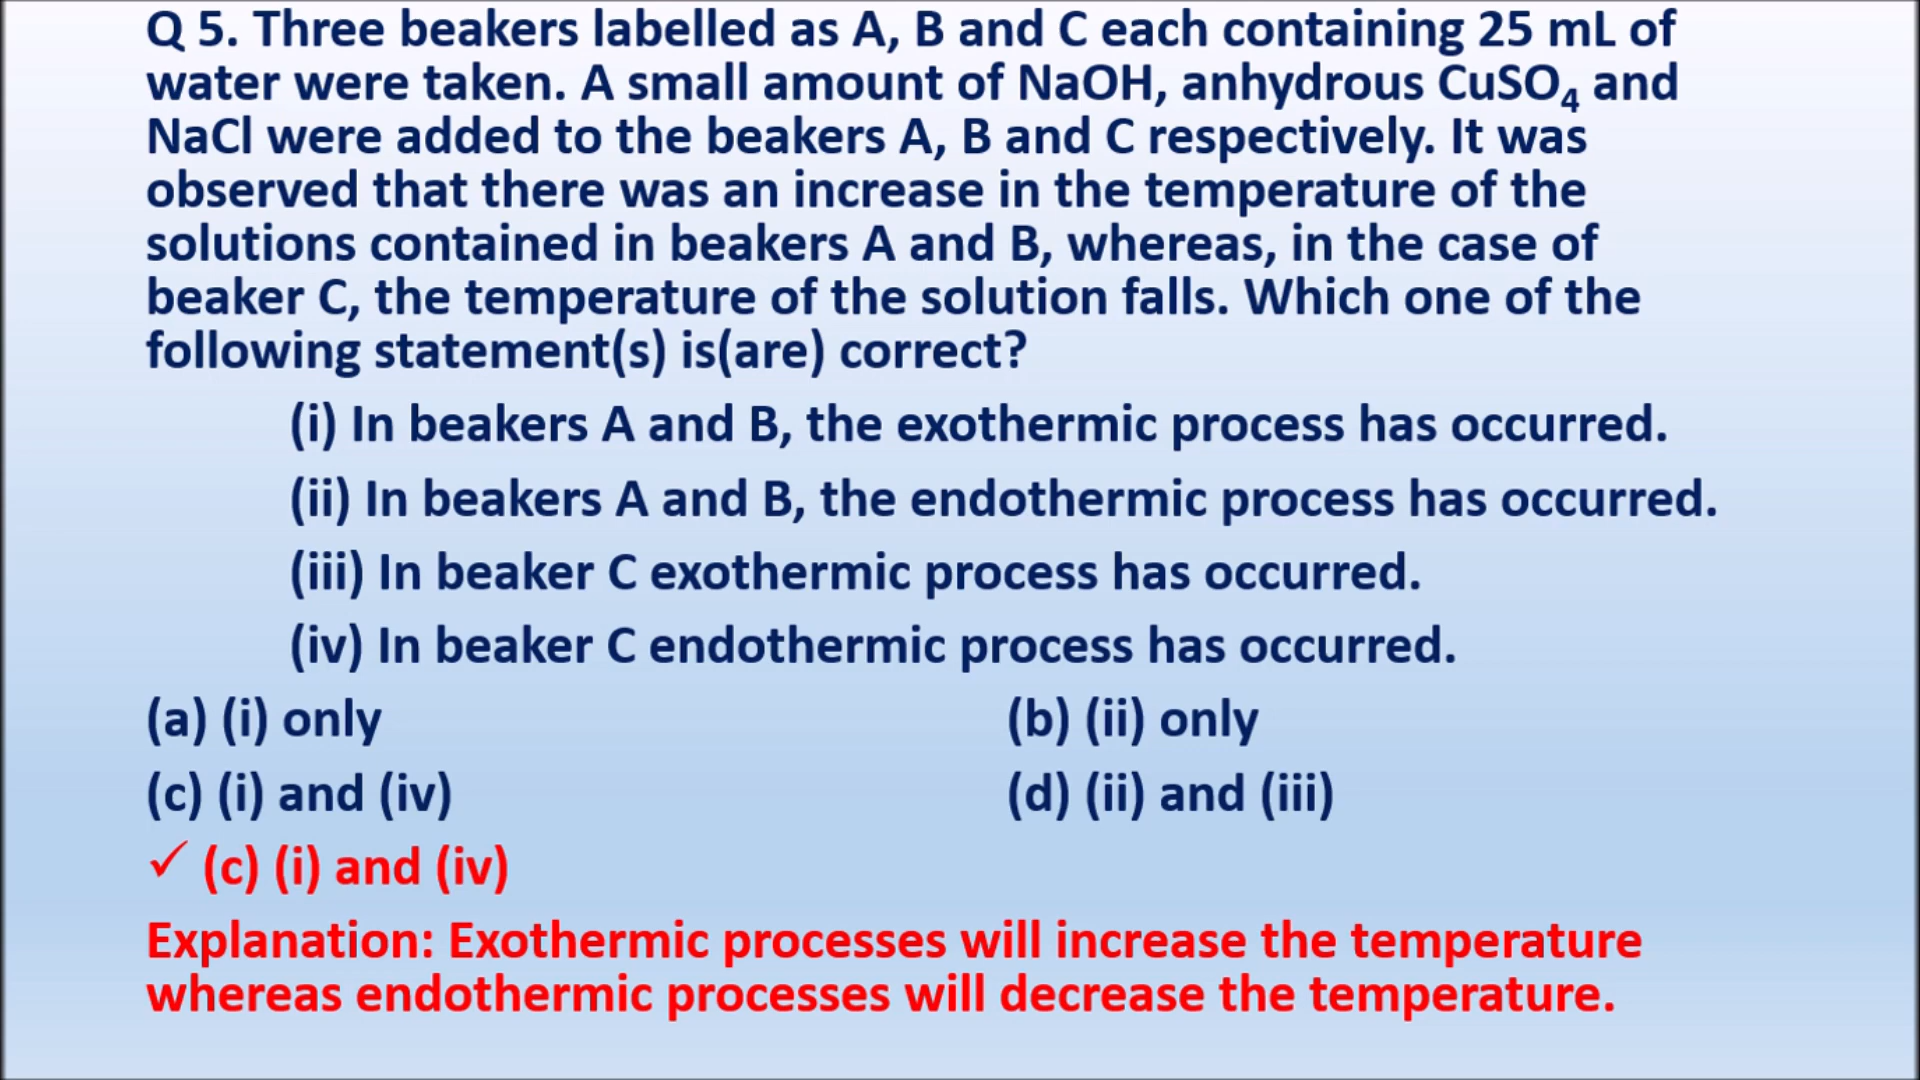 Q 5. Three beakers labelled as A, B and C each containing 25 mL of
water were taken. A small amount of NaOH, anhydrous CuSO₄ and
NaCl were added to the beakers A, B and C respectively. It was
observed that there was an increase in the temperature of the
solutions contained in beakers A and B, whereas, in the case of
beaker C, the temperature of the solution falls. Which one of the
following statement(s) is(are) correct?
(i) In beakers A and B, the exothermic process has occurred.
(ii) In beakers A and B, the endothermic process has occurred.
(iii) In beaker C exothermic process has occurred.
(iv) In beaker C endothermic process has occurred.
(a) (i) only (b) (ii) only
(c) (i) and (iv) (d) (ii) and (iii)
✓ (c) (i) and (iv)
Explanation: Exothermic processes will increase the temperature
whereas endothermic processes will decrease the temperature.